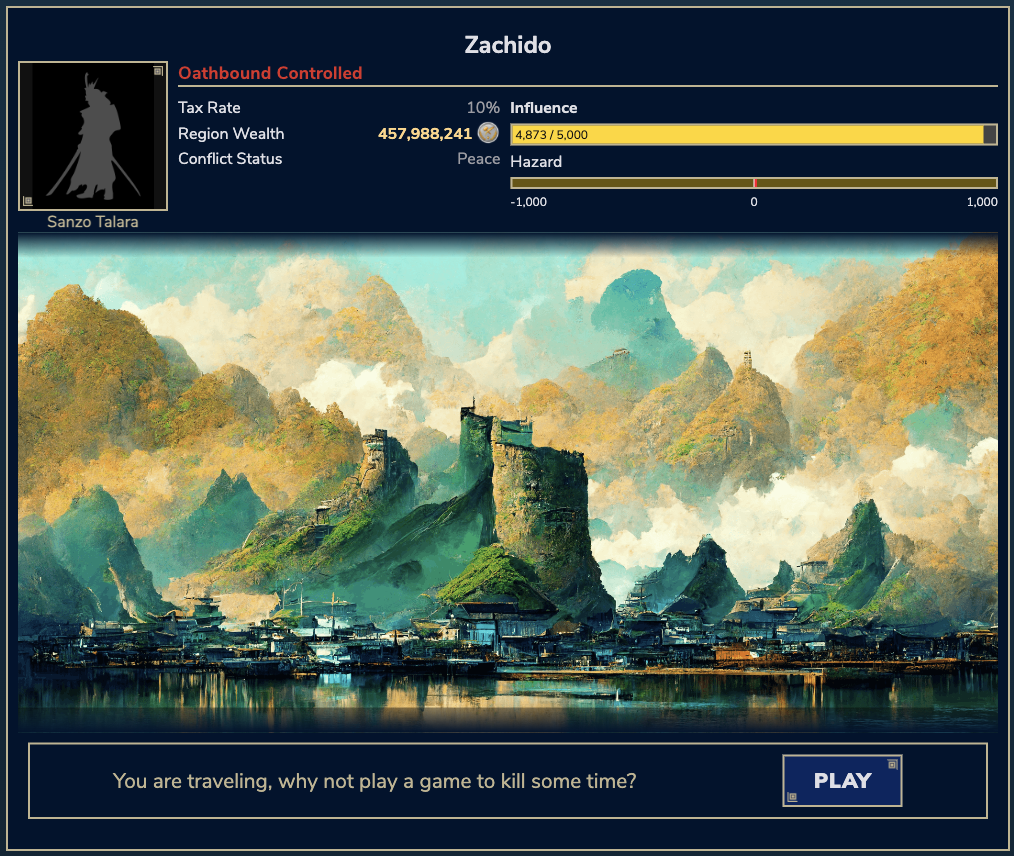 Zachido
Oathbound Controlled
Tax Rate 10%
Region Wealth 457,988,241
Conflict Status Peace
Influence
4,873 / 5,000
Hazard
-1,000 0 1,000
Sanzo Talara
You are traveling, why not play a game to kill some time?
PLAY